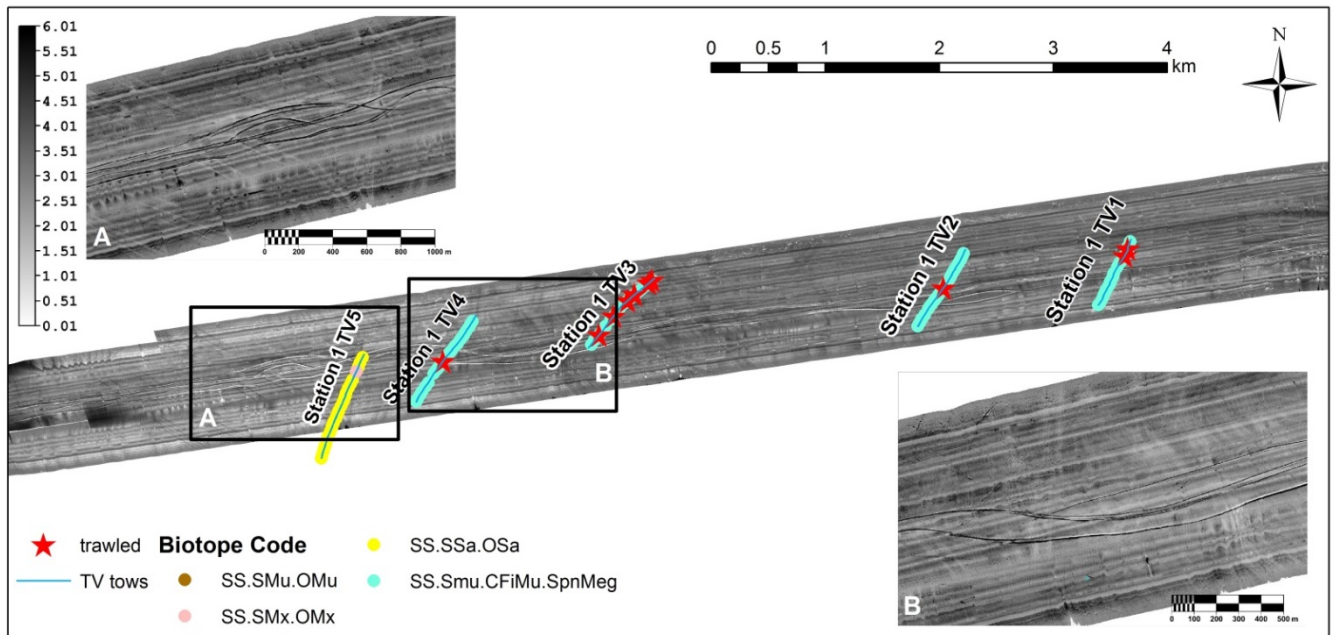 6.01
5.51
5.01
4.51
4.01
3.51
3.01
2.51
2.01
1.51
1.01
0.51
0.01
A
0 200 400 600 800 1000 m
0 0.5 1 2 3 4
km
N
Station 1 TV5
Station 1 TV4
Station 1 TV3
Station 1 TV2
Station 1 TV1
A
B
trawled
TV tows
Biotope Code
SS.SMu.OMu
SS.SMx.OMx
SS.SSa.OSa
SS.Smu.CFiMu.SpnMeg
B
0 100 200 300 400 500 m